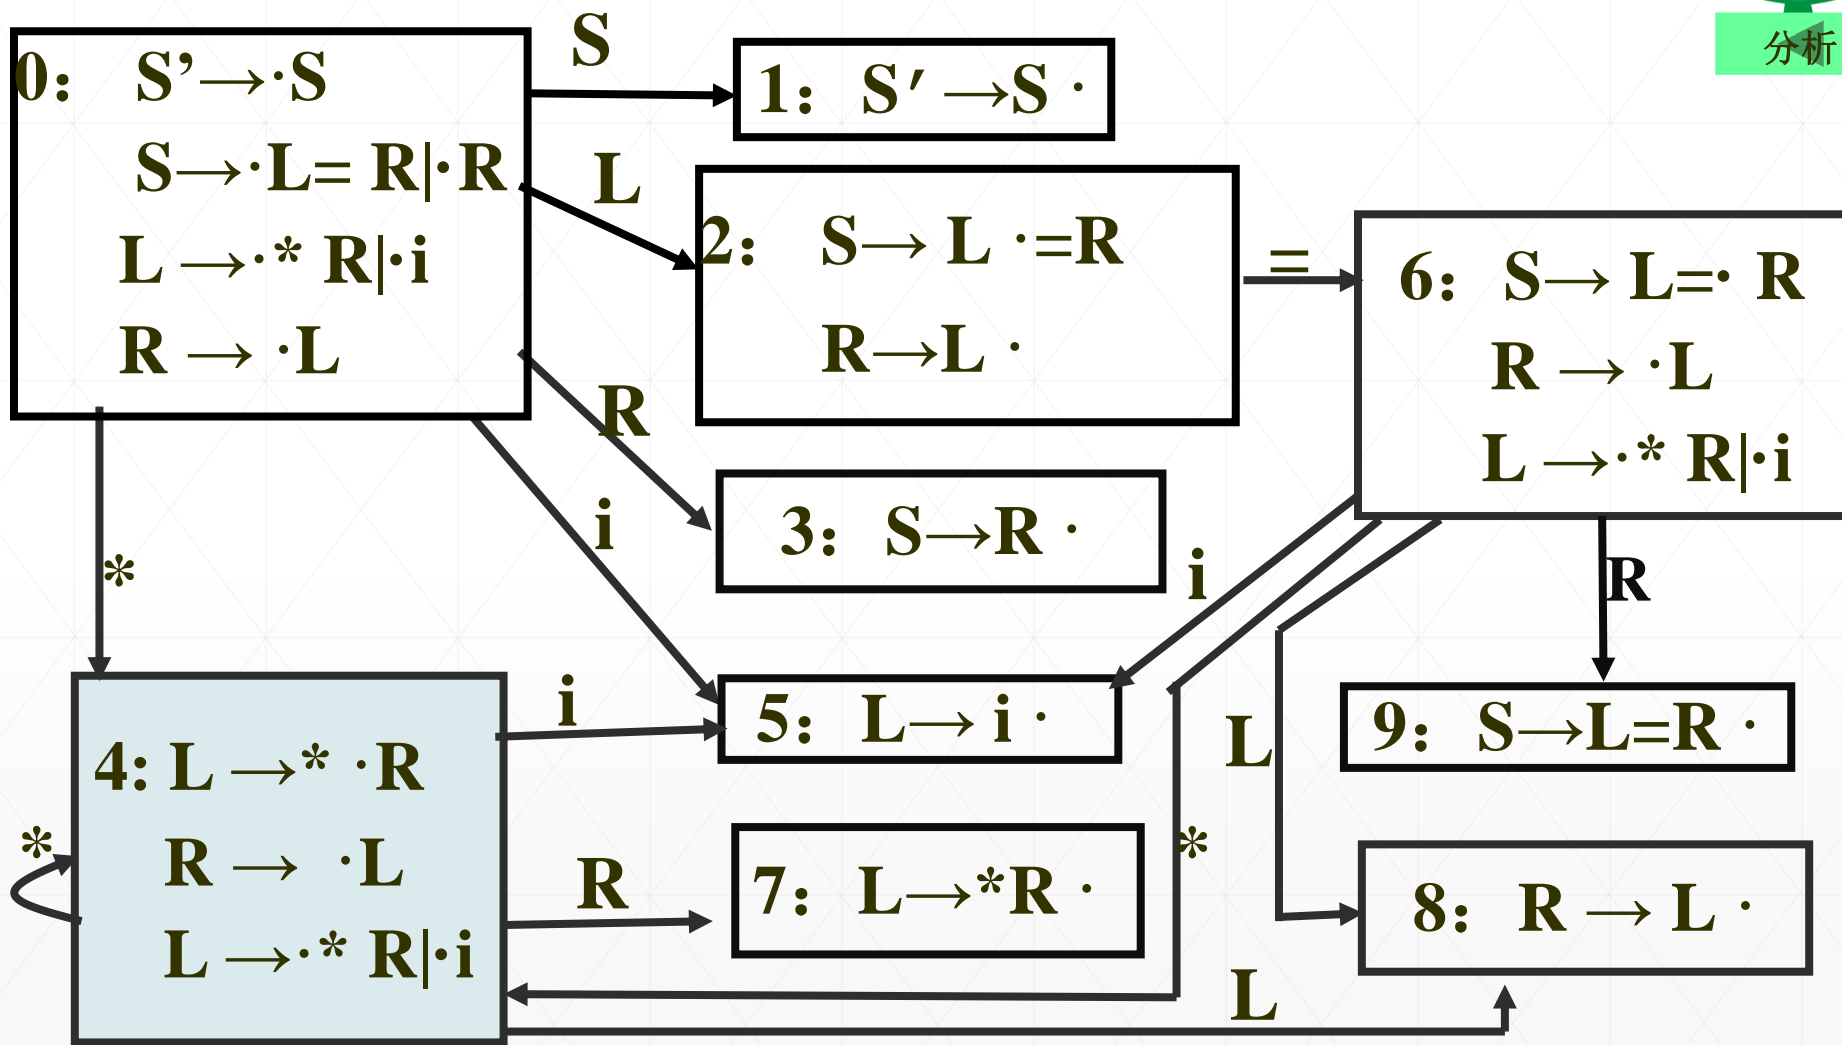 分析
0： S’→·S
S→·L= R|·R
L →·* R|·i
R → ·L
S
1： S′→S ·
L
2： S→ L ·=R
R→L ·
=
6： S→ L=· R
R → ·L
L →·* R|·i
R
3： S→R ·
i
*
i
R
i
5： L→ i ·
L
9： S→L=R ·
4: L →* ·R
R → ·L
L →·* R|·i
*
R
7： L→*R ·
*
8： R → L ·
L